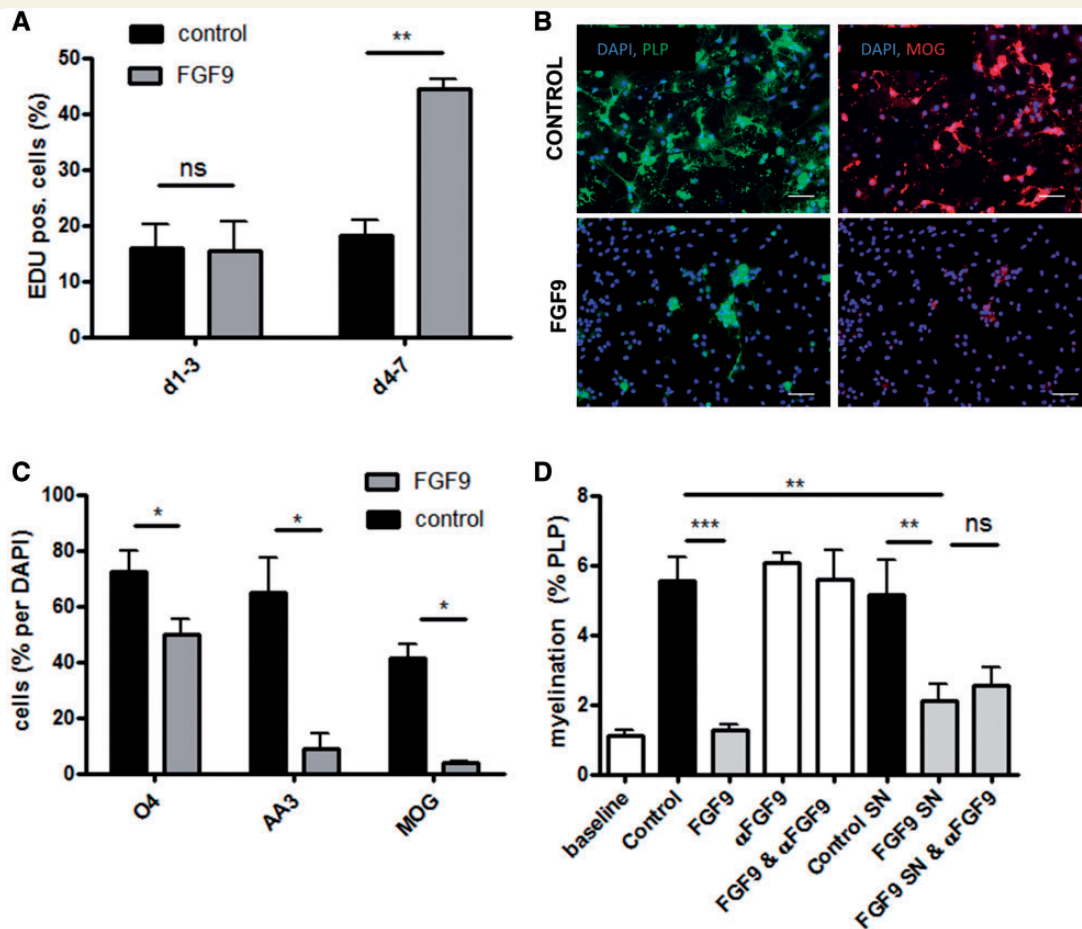 A
control
FGF9
**
ns
EDU pos. cells (%)
50
40
30
20
10
0
d1-3
d4-7
B
DAPI, PLP
DAPI, MOG
CONTROL
FGF9
C
FGF9
control
*
*
*
cells (% per DAPI)
100
80
60
40
20
0
O4
AA3
MOG
D
**
***
**
ns
myelination (% PLP)
8
6
4
2
0
baseline
Control
FGF9
αFGF9
FGF9 & αFGF9
Control SN
FGF9 SN
FGF9 SN & αFGF9